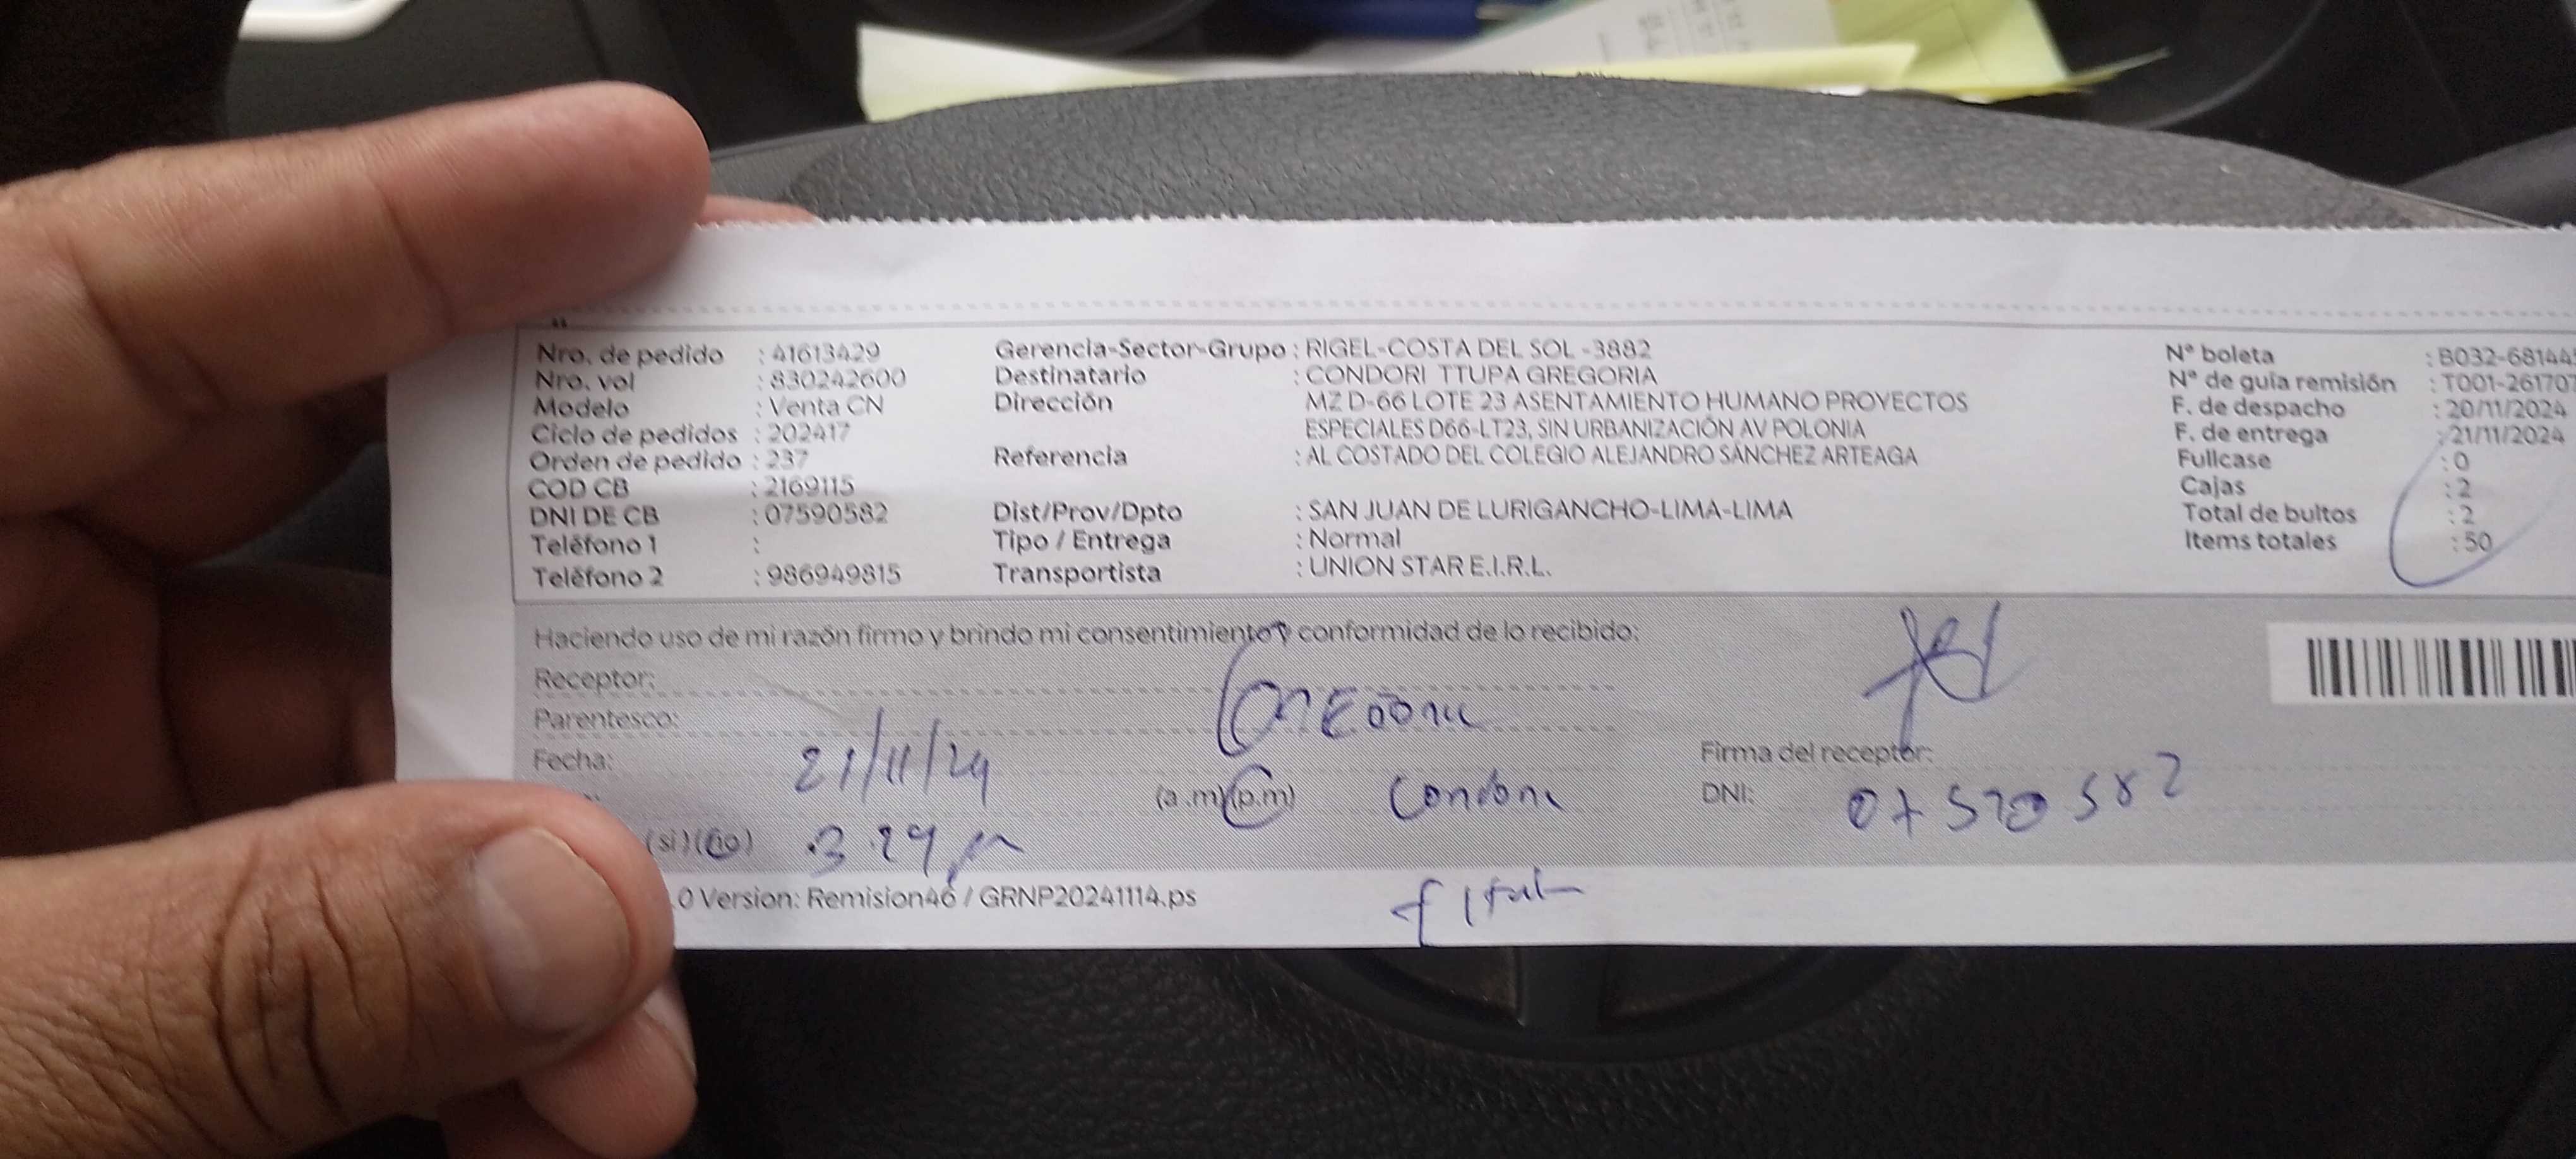 Nro. de pedido : 41613429
Nro. vol : 830242600
Modelo : Venta CN
Ciclo de pedidos : 202417
Orden de pedido : 237
COD CB : 2169115
DNI DE CB : 07590582
Teléfono 1 :
Teléfono 2 : 986949815
Gerencia-Sector-Grupo : RIGEL-COSTA DEL SOL -3882
Destinatario : CONDORI TTUPA GREGORIA
Dirección MZ D-66 LOTE 23 ASENTAMIENTO HUMANO PROYECTOS
ESPECIALES D66-LT23, SIN URBANIZACIÓN AV POLONIA
Referencia : AL COSTADO DEL COLEGIO ALEJANDRO SÁNCHEZ ARTEAGA
Dist/Prov/Dpto : SAN JUAN DE LURIGANCHO-LIMA-LIMA
Tipo / Entrega : Normal
Transportista : UNION STAR E.I.R.L.
N° boleta : B032-68144
N° de guía remisión : T001-261707
F. de despacho : 20/11/2024
F. de entrega : 21/11/2024
Fullcase : 0
Cajas : 2
Total de bultos : 2
Items totales : 50
Haciendo uso de mi razón firmo y brindo mi consentimiento y conformidad de lo recibido:
Receptor:
Parentesco:
Fecha: 21/11/24
(a.m)(p.m)
Firma del receptor:
DNI:
(si)(no)
.0 Version: Remision46 / GRNP20241114.ps